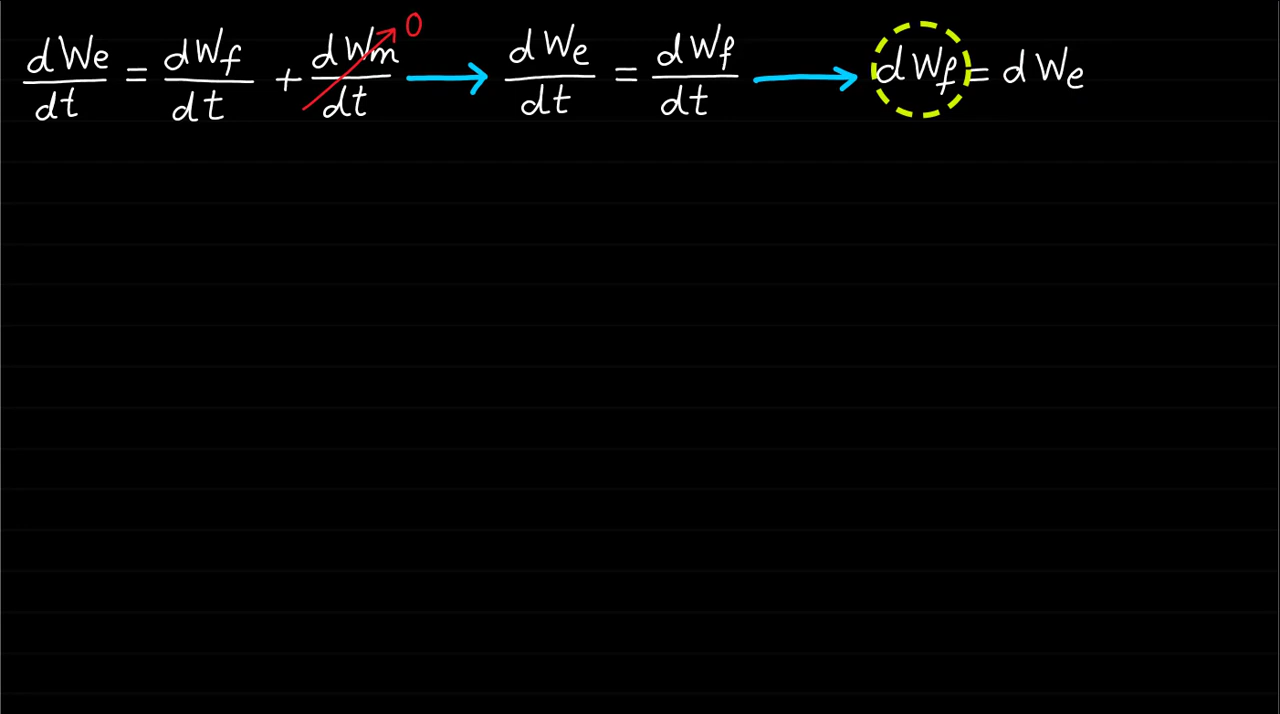 dWe/dt = dWf/dt + dWm/dt 0 → dWe/dt = dWf/dt → dWf = dWe